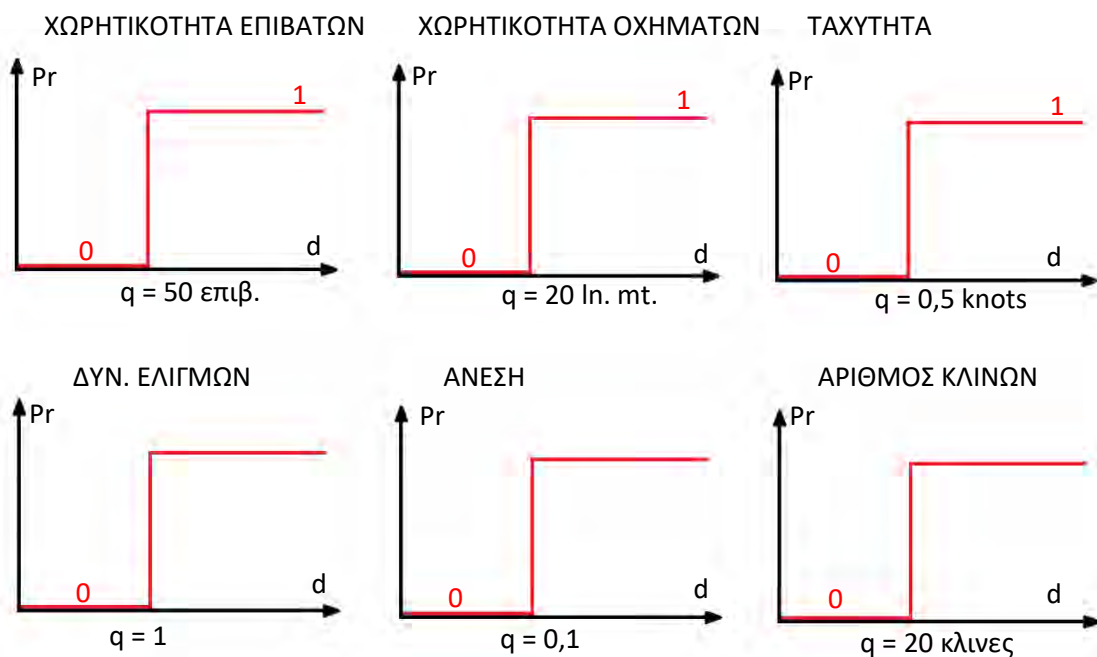 ΧΩΡΗΤΙΚΟΤΗΤΑ ΕΠΙΒΑΤΩΝ
Pr
1
0
d
q = 50 επιβ.
ΧΩΡΗΤΙΚΟΤΗΤΑ ΟΧΗΜΑΤΩΝ
Pr
1
0
d
q = 20 ln. mt.
ΤΑΧΥΤΗΤΑ
Pr
1
0
d
q = 0,5 knots
ΔΥΝ. ΕΛΙΓΜΩΝ
Pr
0
d
q = 1
ΑΝΕΣΗ
Pr
0
d
q = 0,1
ΑΡΙΘΜΟΣ ΚΛΙΝΩΝ
Pr
0
d
q = 20 κλινες